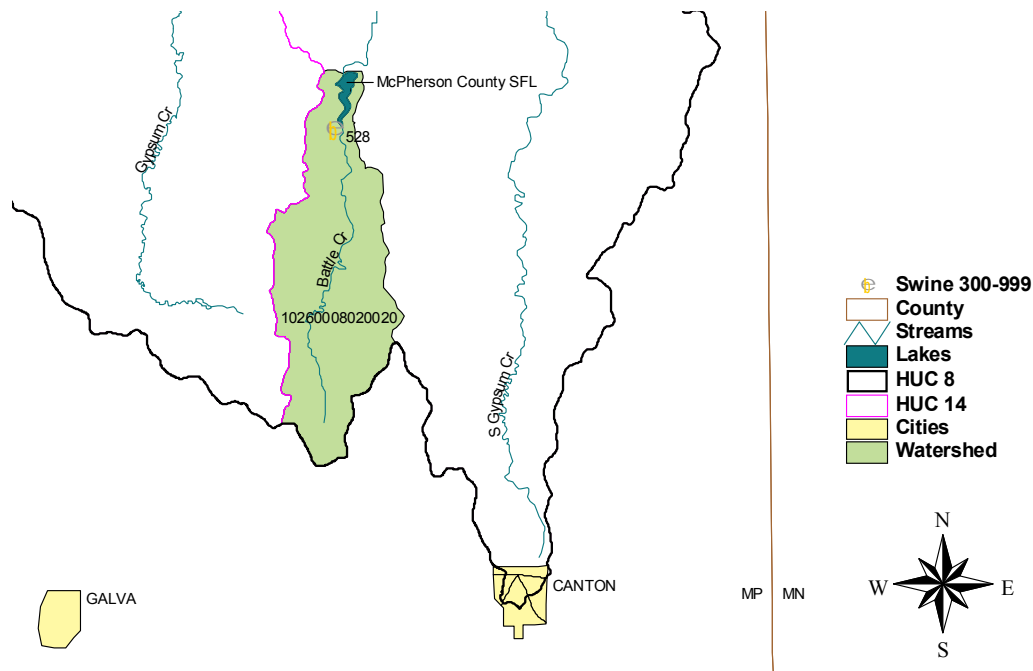 McPherson County SFL
528
Gypsum Cr
Battle Cr
10260008020020
S Gypsum Cr
Swine 300-999
County
Streams
Lakes
HUC 8
HUC 14
Cities
Watershed
N
W
E
S
GALVA
CANTON
MP
MN